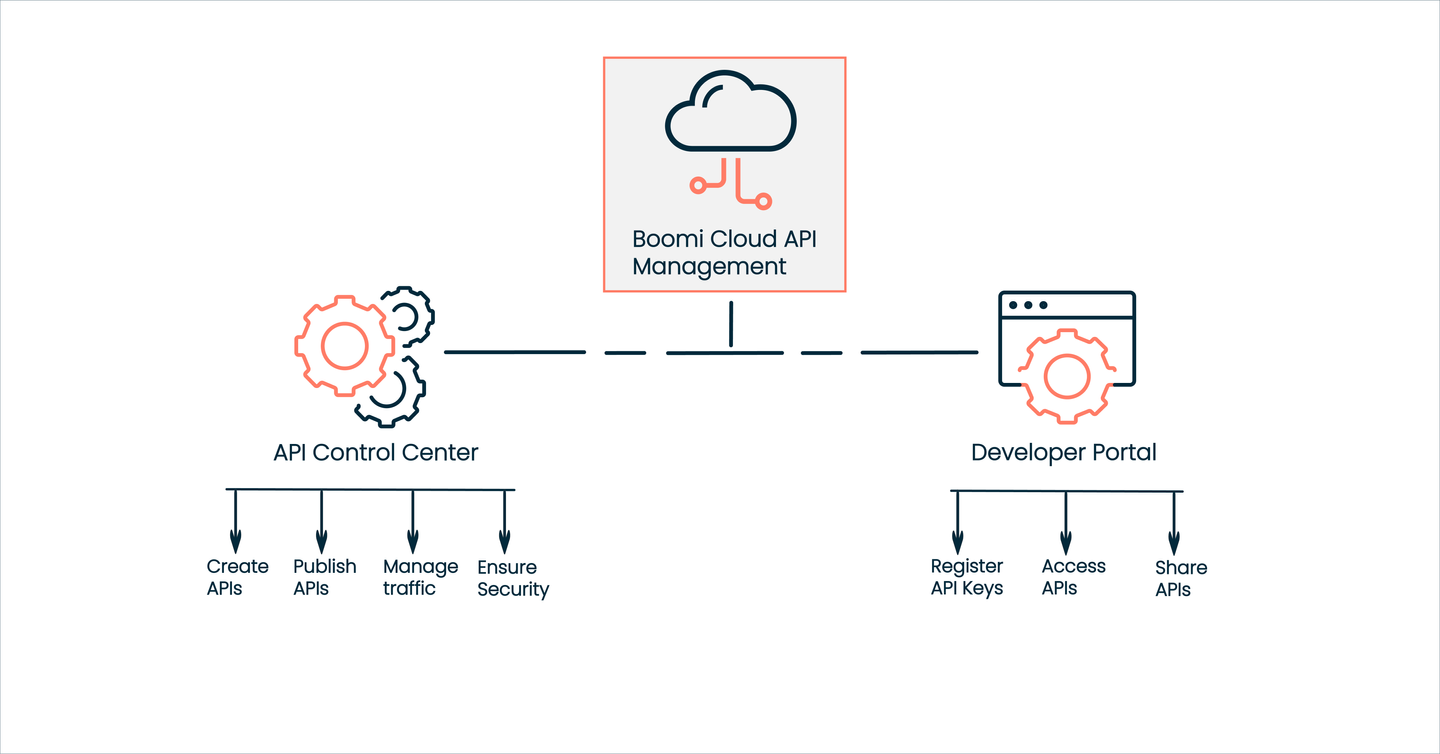 Boomi Cloud API
Management
API Control Center
Developer Portal
Create
APIs
Publish
APIs
Manage
traffic
Ensure
Security
Register
API Keys
Access
APIs
Share
APIs